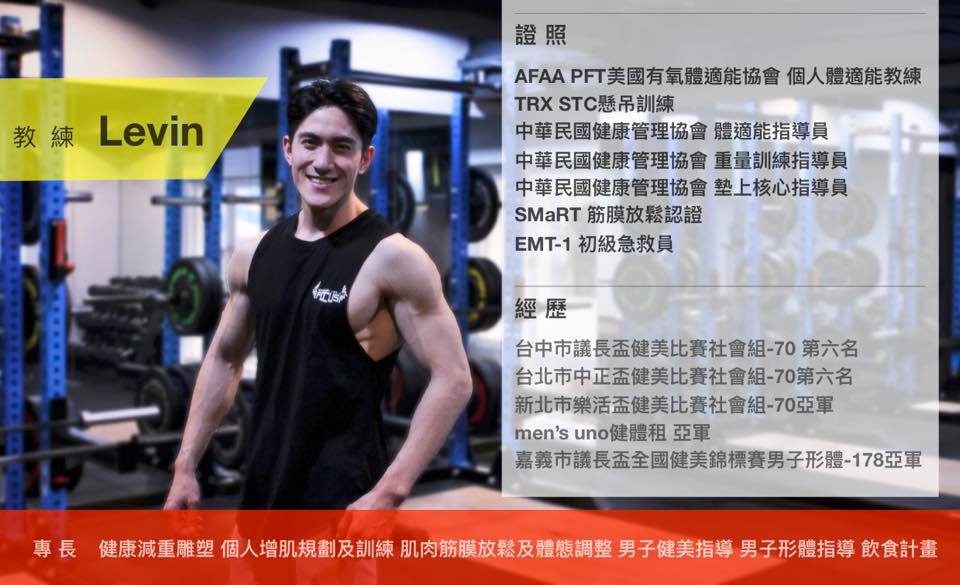 教練 Levin
證照
AFAA PFT美國有氧體適能協會 個人體適能教練
TRX STC懸吊訓練
中華民國健康管理協會 體適能指導員
中華民國健康管理協會 重量訓練指導員
中華民國健康管理協會 墊上核心指導員
SMaRT 筋膜放鬆認證
EMT-1 初級急救員
經歷
台中市議長盃健美比賽社會組-70 第六名
台北市中正盃健美比賽社會組-70第六名
新北市樂活盃健美比賽社會組-70亞軍
men’s uno健體租 亞軍
嘉義市議長盃全國健美錦標賽男子形體-178亞軍
專長 健康減重雕塑 個人增肌規劃及訓練 肌肉筋膜放鬆及體態調整 男子健美指導 男子形體指導 飲食計畫